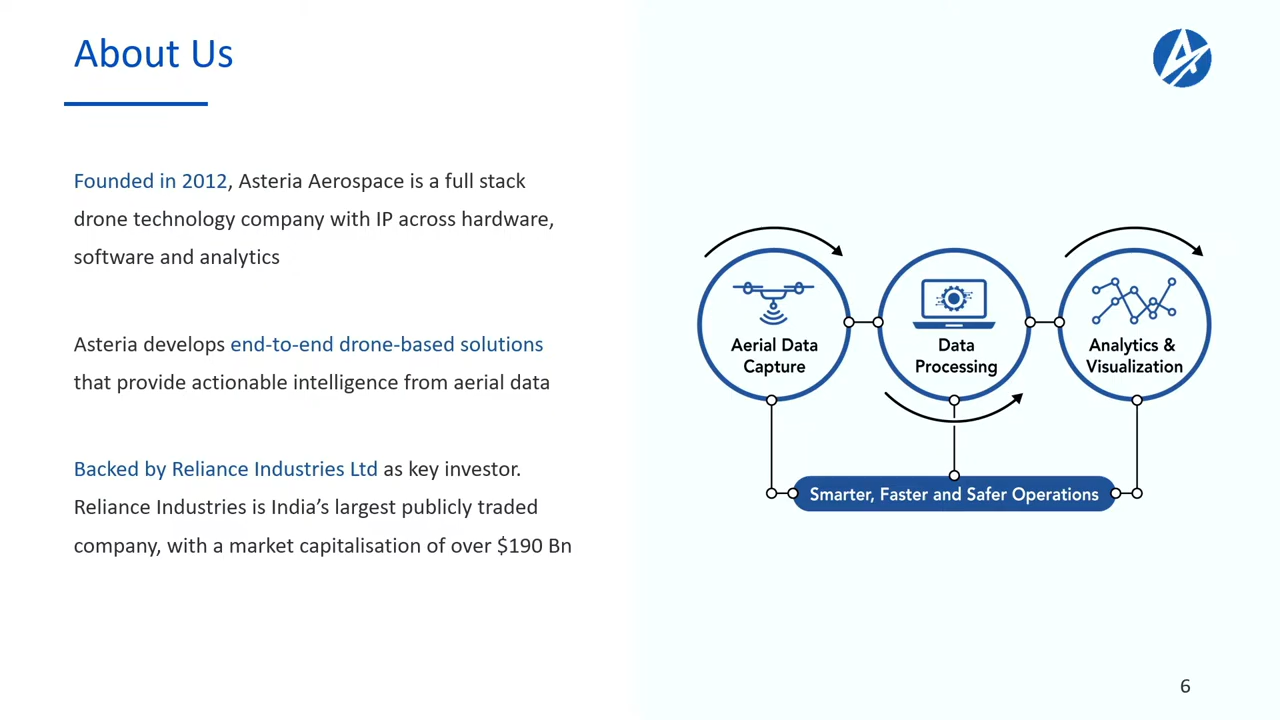 About Us
Founded in 2012, Asteria Aerospace is a full stack
drone technology company with IP across hardware,
software and analytics
Asteria develops end-to-end drone-based solutions
that provide actionable intelligence from aerial data
Backed by Reliance Industries Ltd as key investor.
Reliance Industries is India’s largest publicly traded
company, with a market capitalisation of over $190 Bn
Aerial Data
Capture
Data
Processing
Analytics &
Visualization
Smarter, Faster and Safer Operations
6